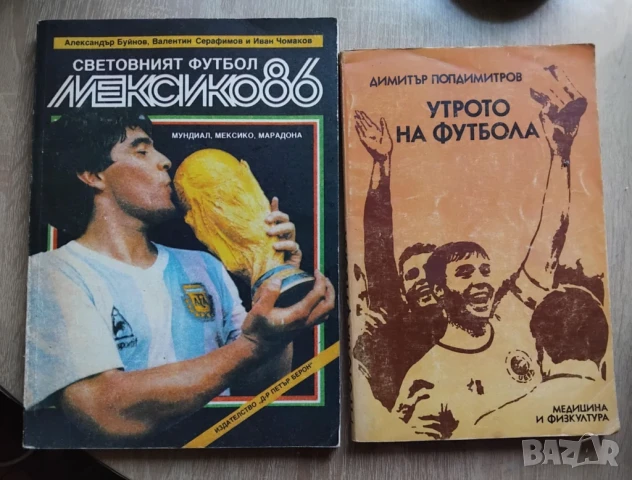 Александър Буйнов, Валентин Серафимов и Иван Чомаков
СВЕТОВНИЯТ ФУТБОЛ
МЕКСИКО86
МУНДИАЛ, МЕКСИКО, МАРАДОНА
ИЗДАТЕЛСТВО „Д-Р ПЕТЪР БЕРОН"
ДИМИТЪР ПОПДИМИТРОВ
УТРОТО
НА ФУТБОЛА
МЕДИЦИНА
И ФИЗКУЛТУРА
BAZAR